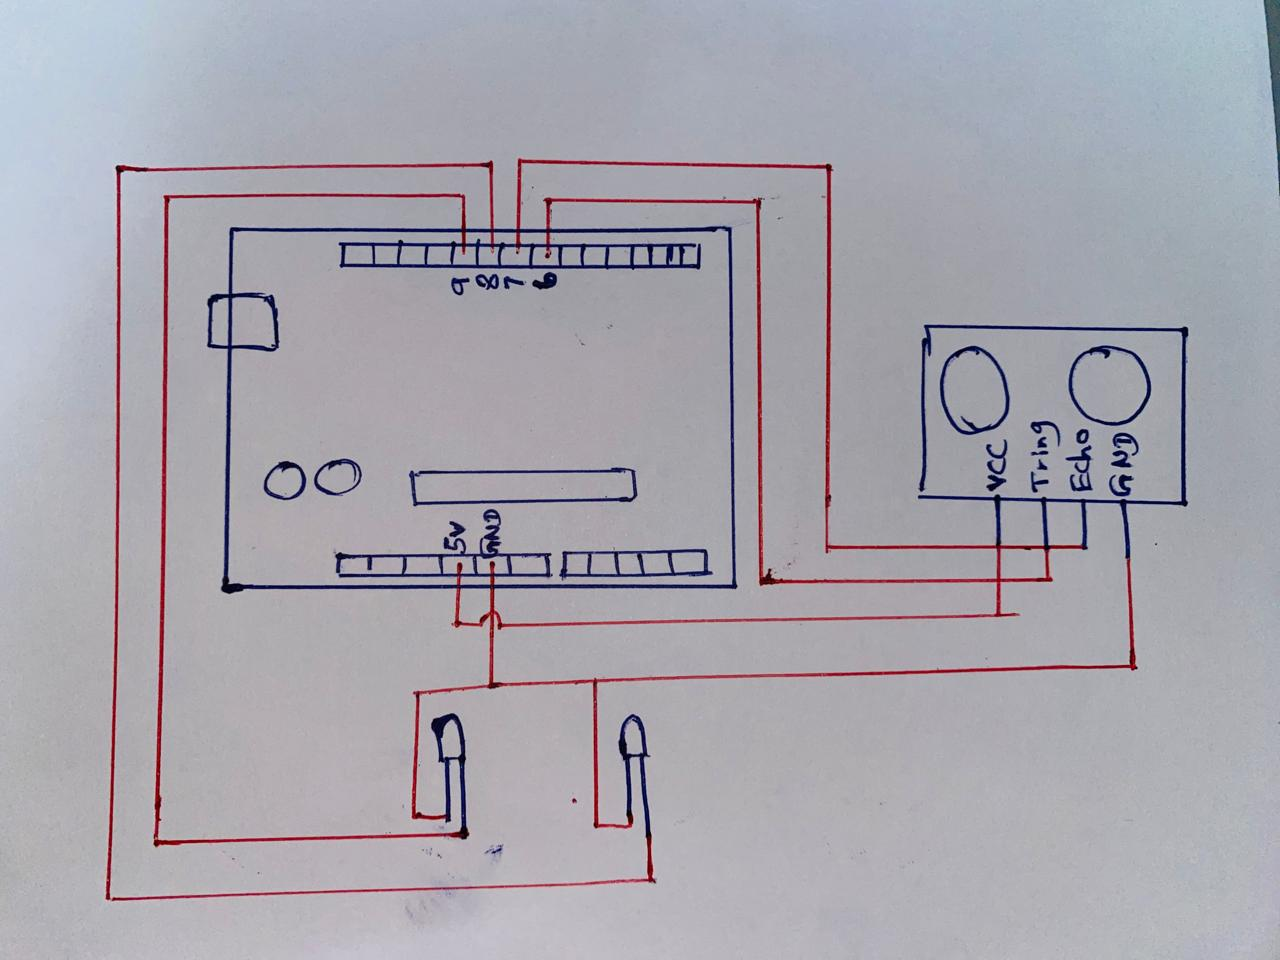 9 8 7 6
VCC
Tring
Echo
GND
5V
GND